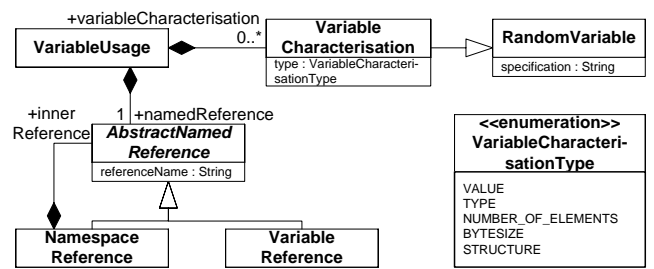 +variableCharacterisation
VariableUsage
0..*
Variable
Characterisation
type : VariableCharacteri-
sationType
RandomVariable
specification : String
+inner
Reference
1
+namedReference
AbstractNamed
Reference
referenceName : String
Namespace
Reference
Variable
Reference
<<enumeration>>
VariableCharacteri-
sationType
VALUE
TYPE
NUMBER_OF_ELEMENTS
BYTESIZE
STRUCTURE